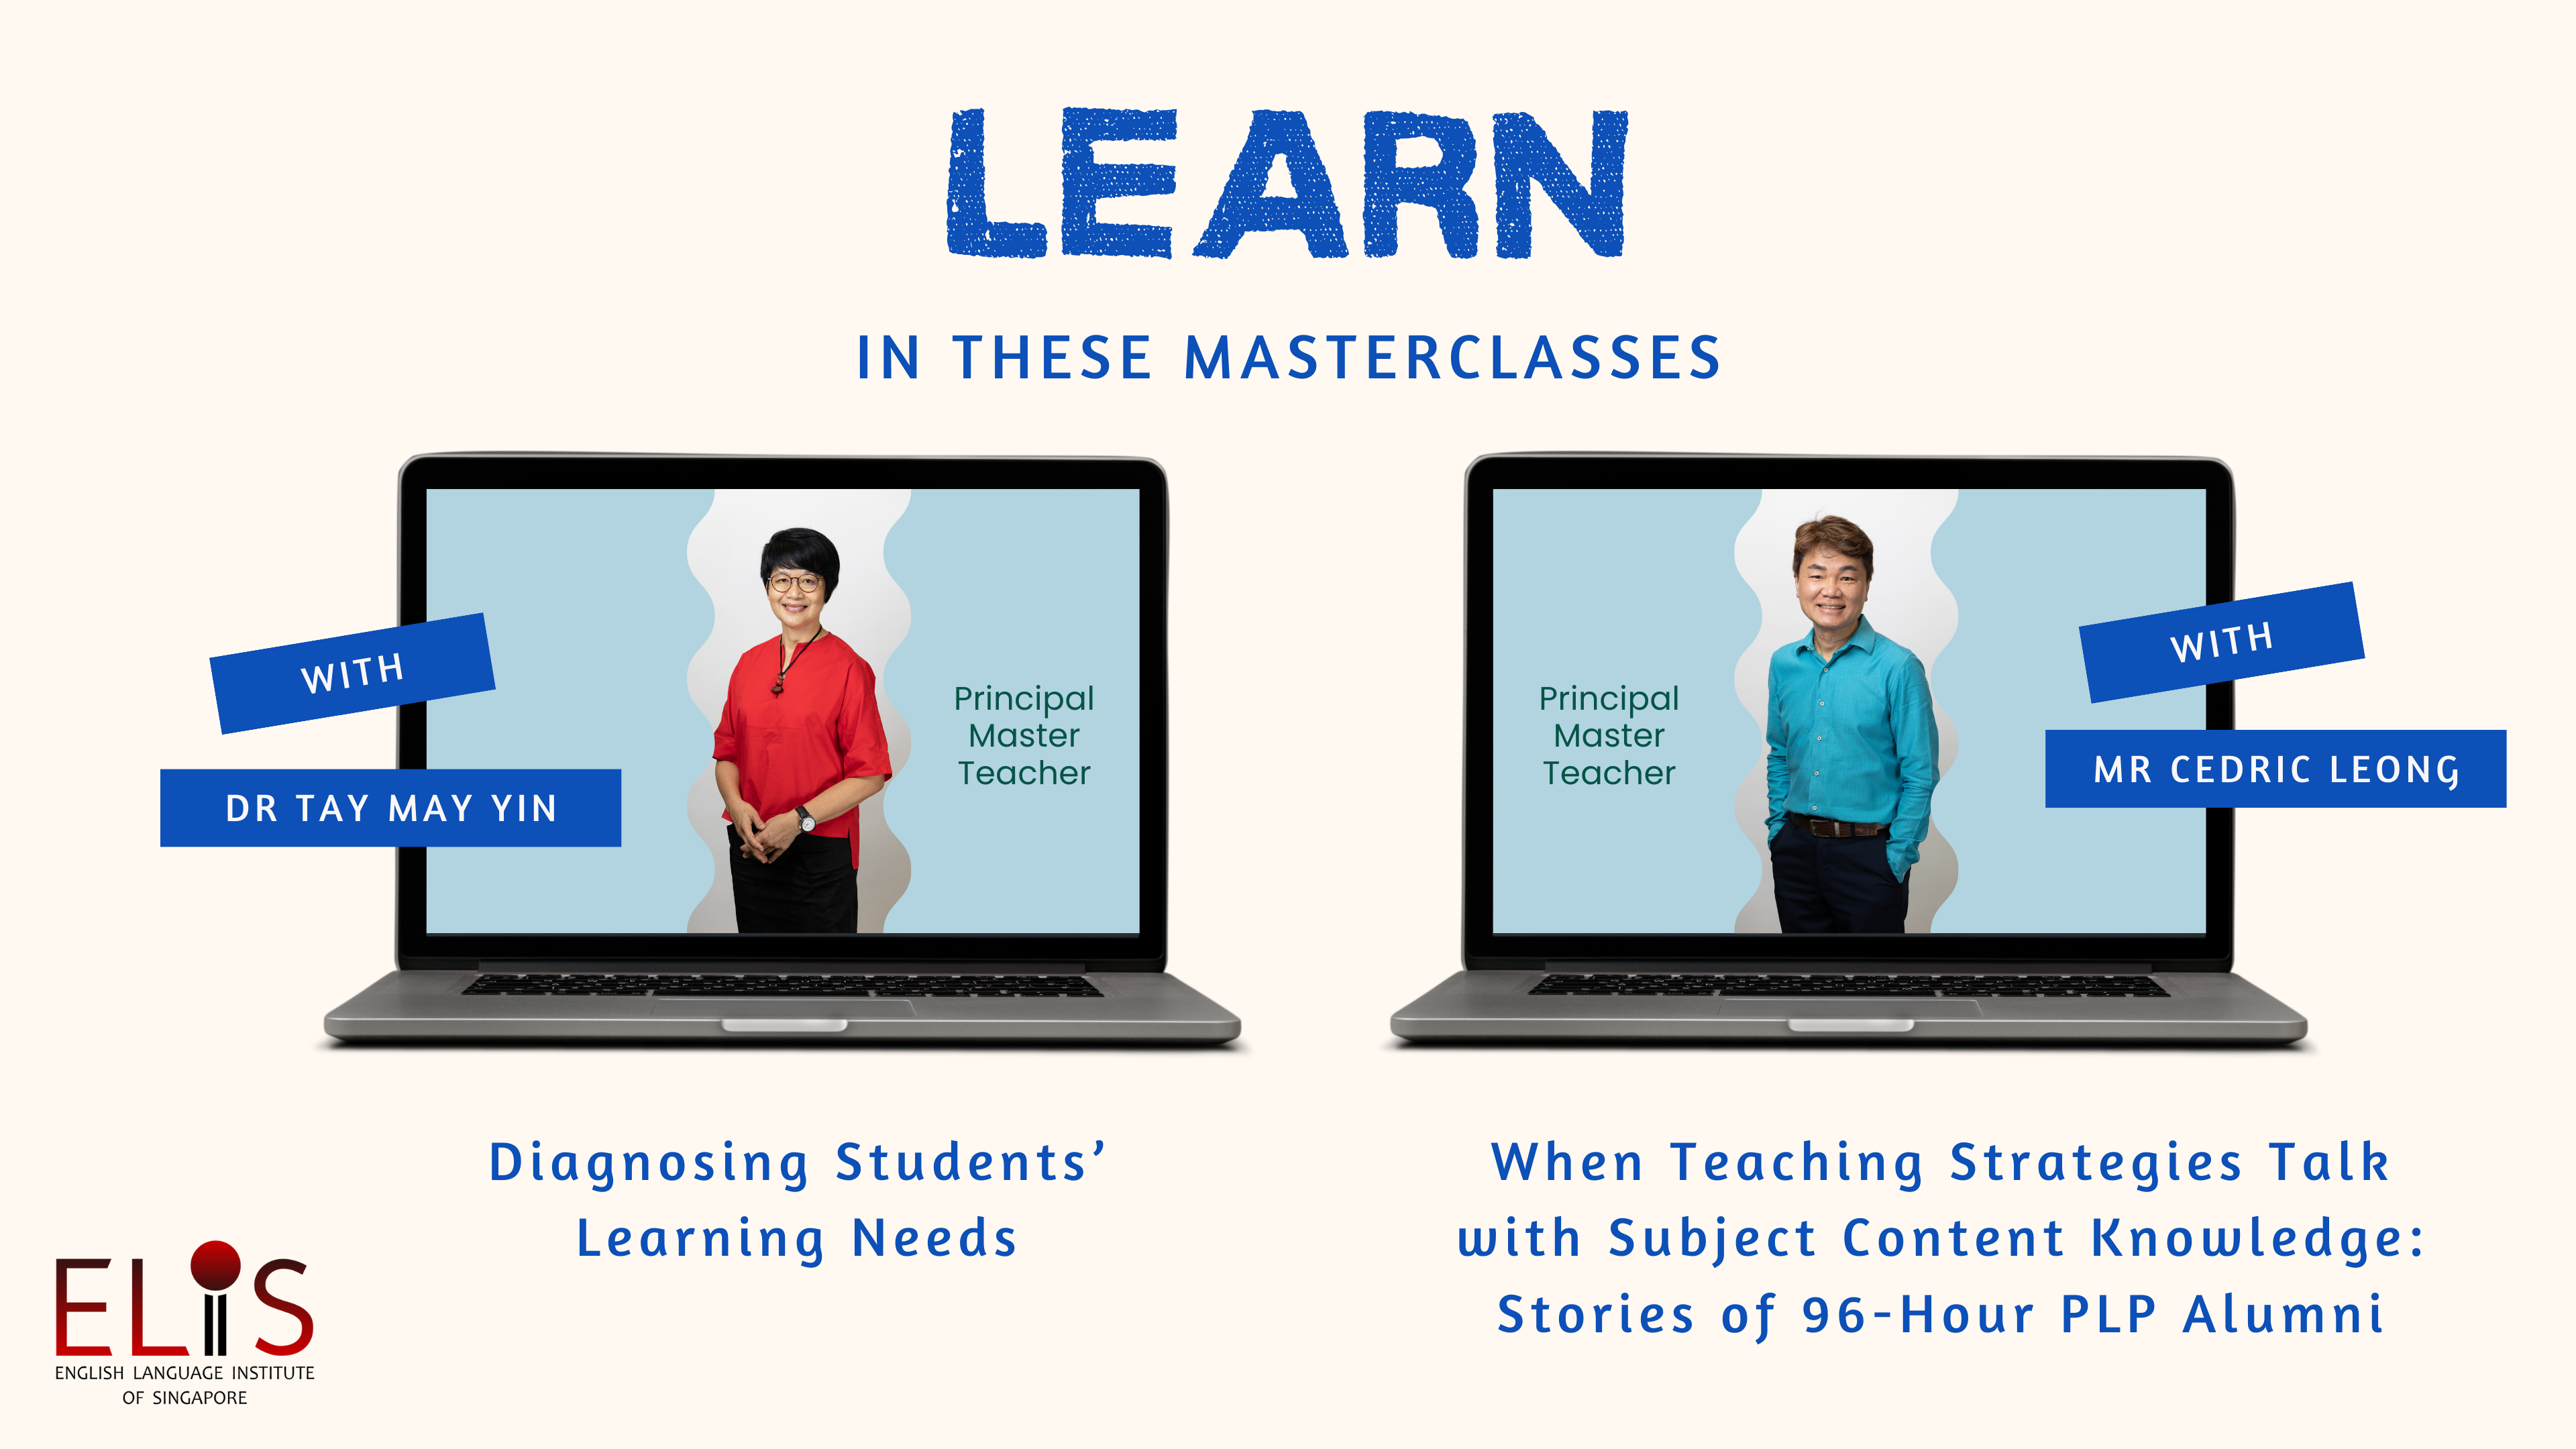 LEARN
IN THESE MASTERCLASSES
WITH
DR TAY MAY YIN
Principal
Master
Teacher
Principal
Master
Teacher
WITH
MR CEDRIC LEONG
Diagnosing Students’
Learning Needs
When Teaching Strategies Talk
with Subject Content Knowledge:
Stories of 96-Hour PLP Alumni
ELiS
ENGLISH LANGUAGE INSTITUTE
OF SINGAPORE